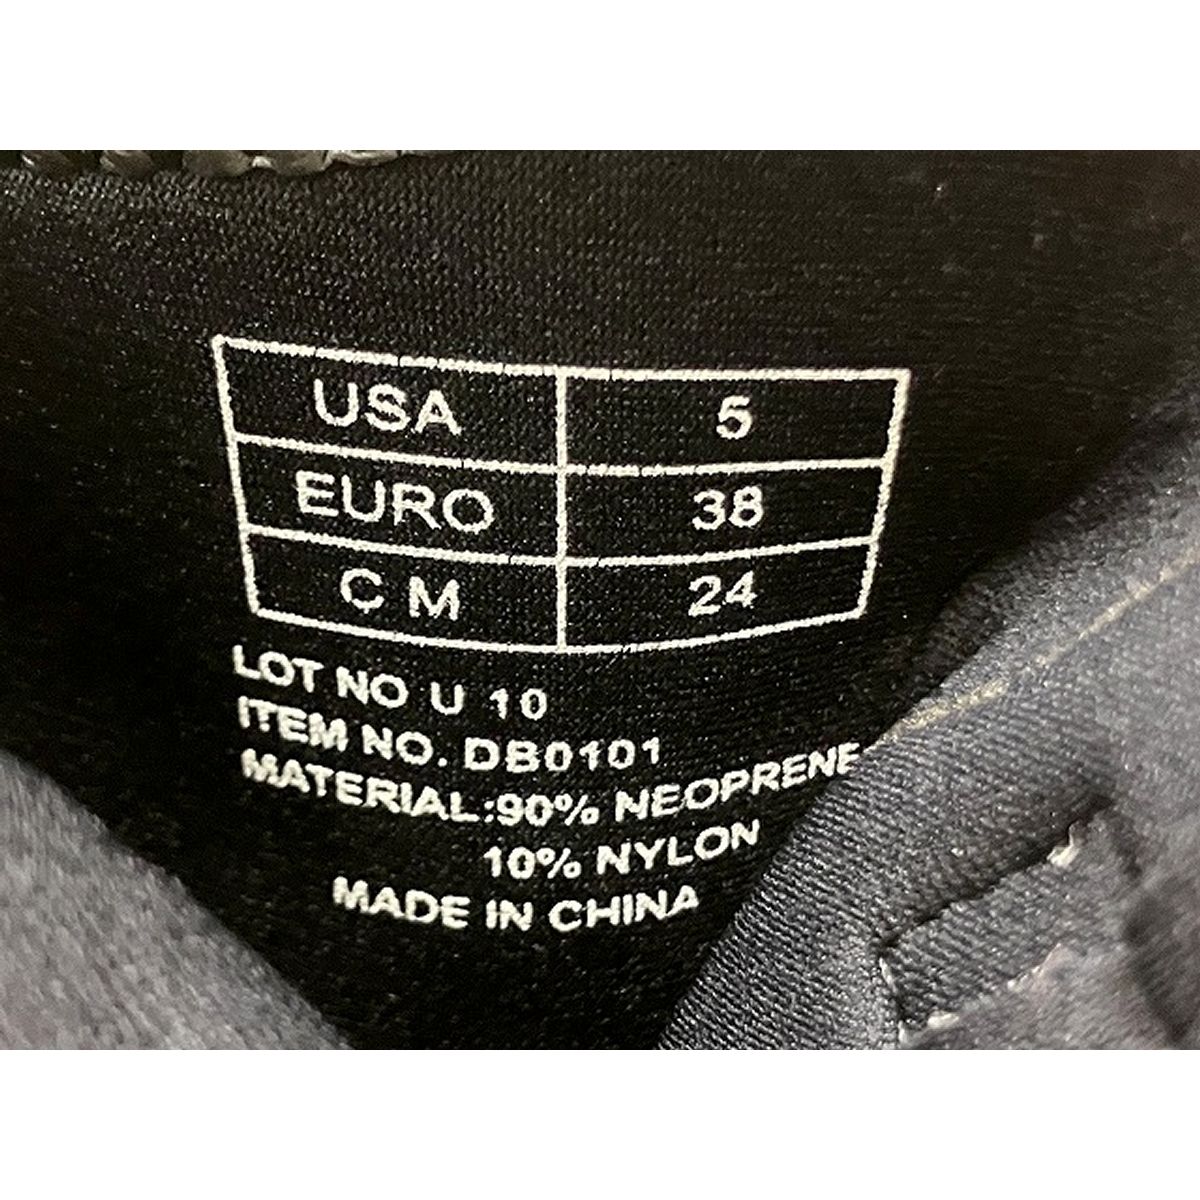 USA 5
EURO 38
C M 24
LOT NO U 10
ITEM NO. DB0101
MATERIAL:90% NEOPRENE
10% NYLON
MADE IN CHINA